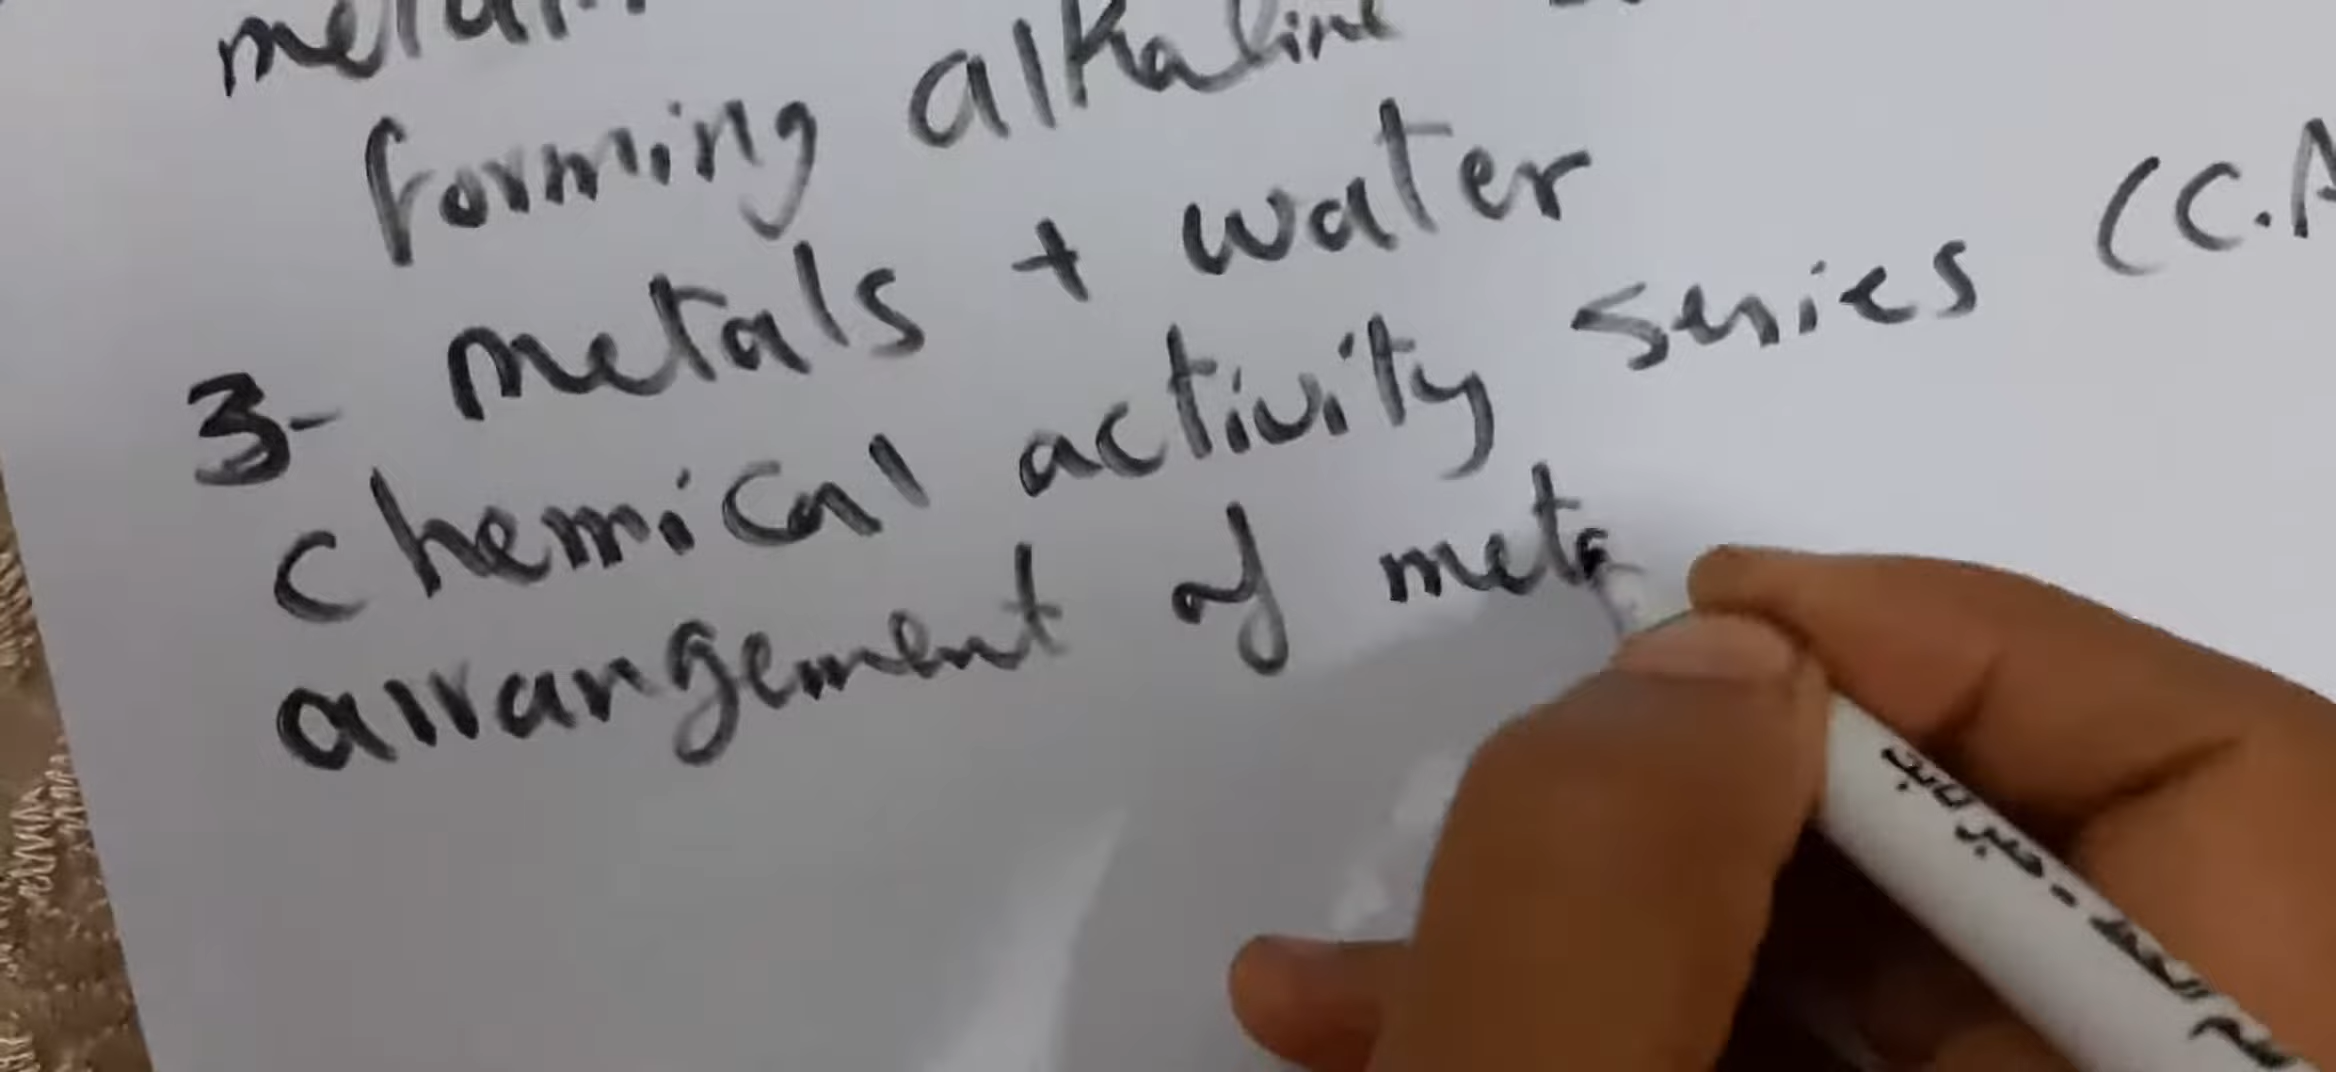 forming alkaline
metals + water
3- chemical activity series (C.A
arrangement of meta